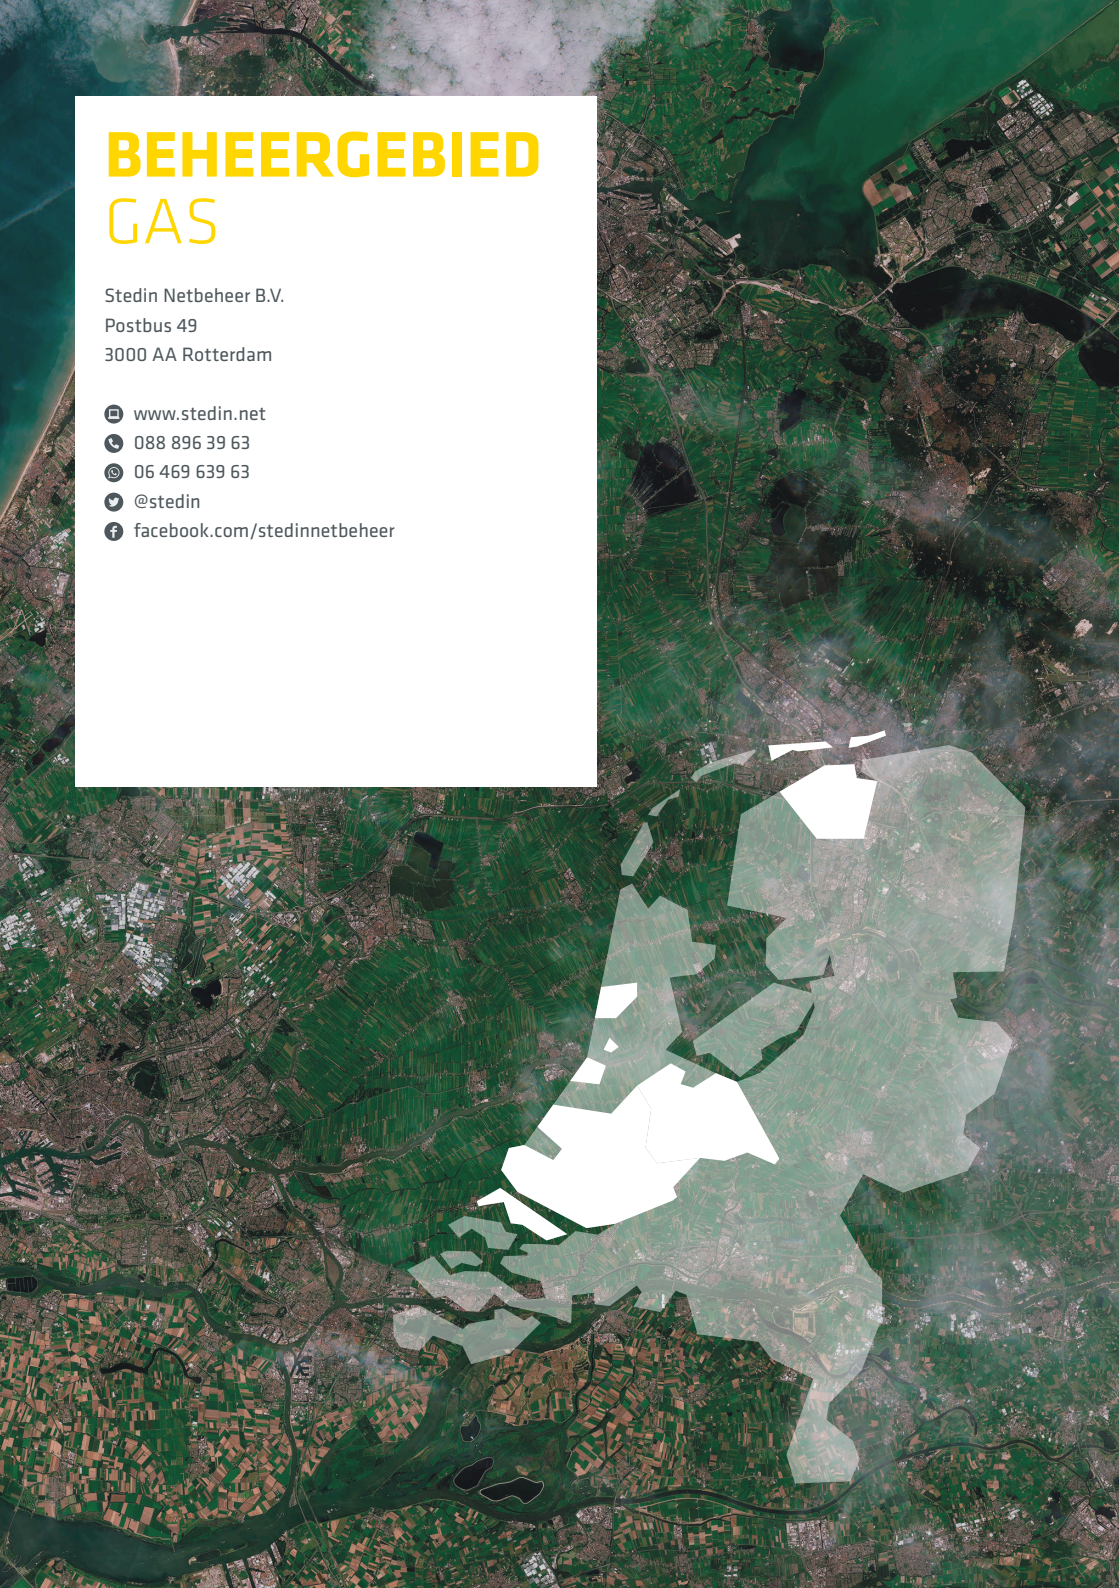 BEHEERGEBIED
GAS
Stedin Netbeheer B.V.
Postbus 49
3000 AA Rotterdam
www.stedin.net
088 896 39 63
06 469 639 63
@stedin
facebook.com/stedinnetbeheer